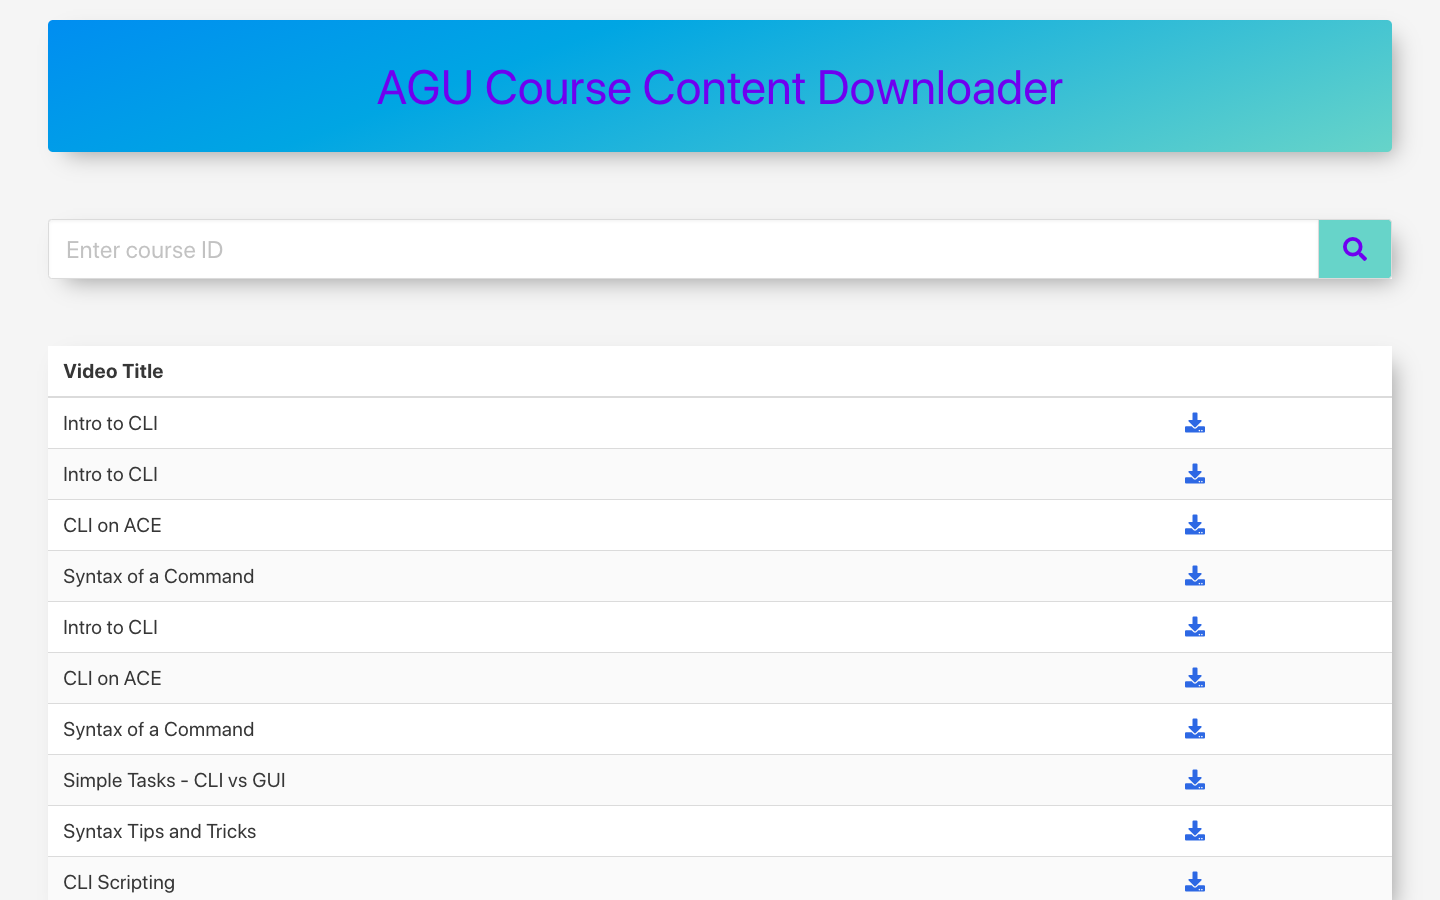 AGU Course Content Downloader
Enter course ID
Video Title
Intro to CLI
Intro to CLI
CLI on ACE
Syntax of a Command
Intro to CLI
CLI on ACE
Syntax of a Command
Simple Tasks - CLI vs GUI
Syntax Tips and Tricks
CLI Scripting